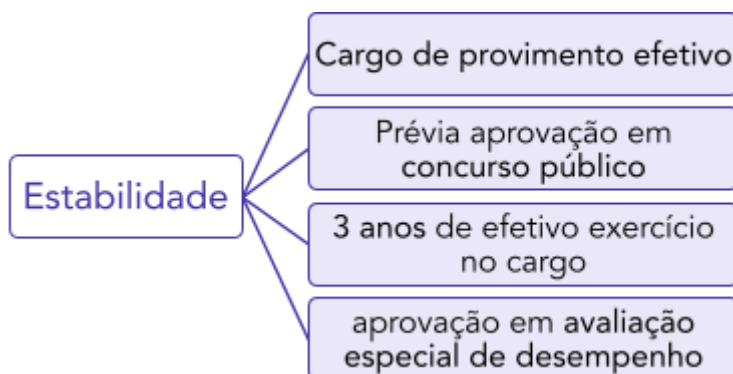 Estabilidade
Cargo de provimento efetivo
Prévia aprovação em
concurso público
3 anos de efetivo exercício
no cargo
aprovação em avaliação
especial de desempenho